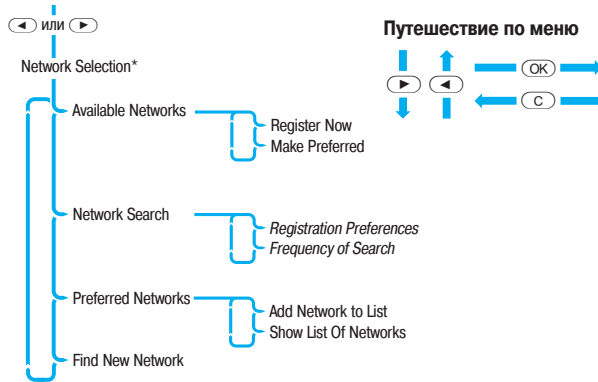 ◄ или ►
Путешествие по меню
► ◄ OK
C
Network Selection*
Available Networks
Register Now
Make Preferred
Network Search
Registration Preferences
Frequency of Search
Preferred Networks
Add Network to List
Show List Of Networks
Find New Network